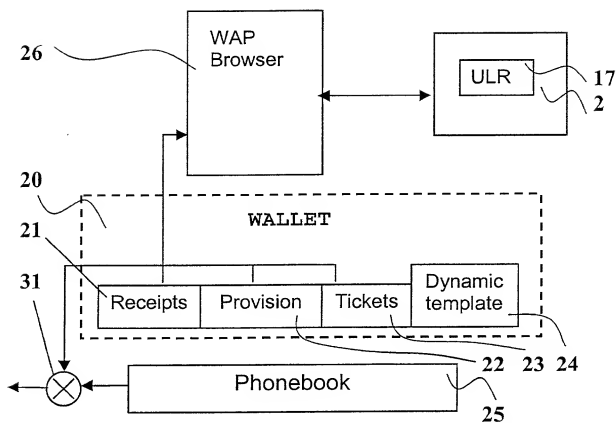 26
WAP
Browser
ULR
17
2
20
WALLET
21
31
Receipts
Provision
Tickets
Dynamic
template
22
23
24
Phonebook
25